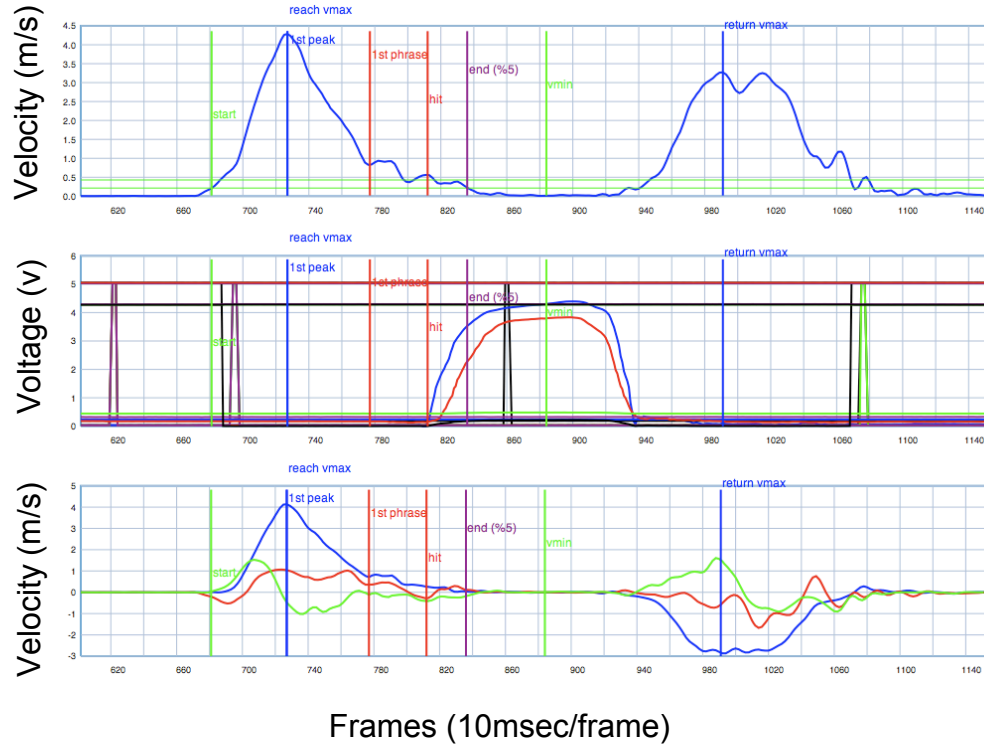 reach vmax
return vmax
Velocity (m/s)
4.5
4.0
3.5
3.0
2.5
2.0
1.5
1.0
0.5
0.0
1st peak
1st phrase
end (%5)
vmin
hit
start
620 660 700 740 780 820 860 900 940 980 1020 1060 1100 1140
reach vmax
return vmax
Voltage (v)
6
5
4
3
2
1
0
1st peak
1st phrase
end (%5)
vmin
hit
start
620 660 700 740 780 820 860 900 940 980 1020 1060 1100 1140
reach vmax
return vmax
Velocity (m/s)
5
4
3
2
1
0
-1
-2
-3
1st peak
1st phrase
end (%5)
vmin
hit
start
620 660 700 740 780 820 860 900 940 980 1020 1060 1100 1140
Frames (10msec/frame)